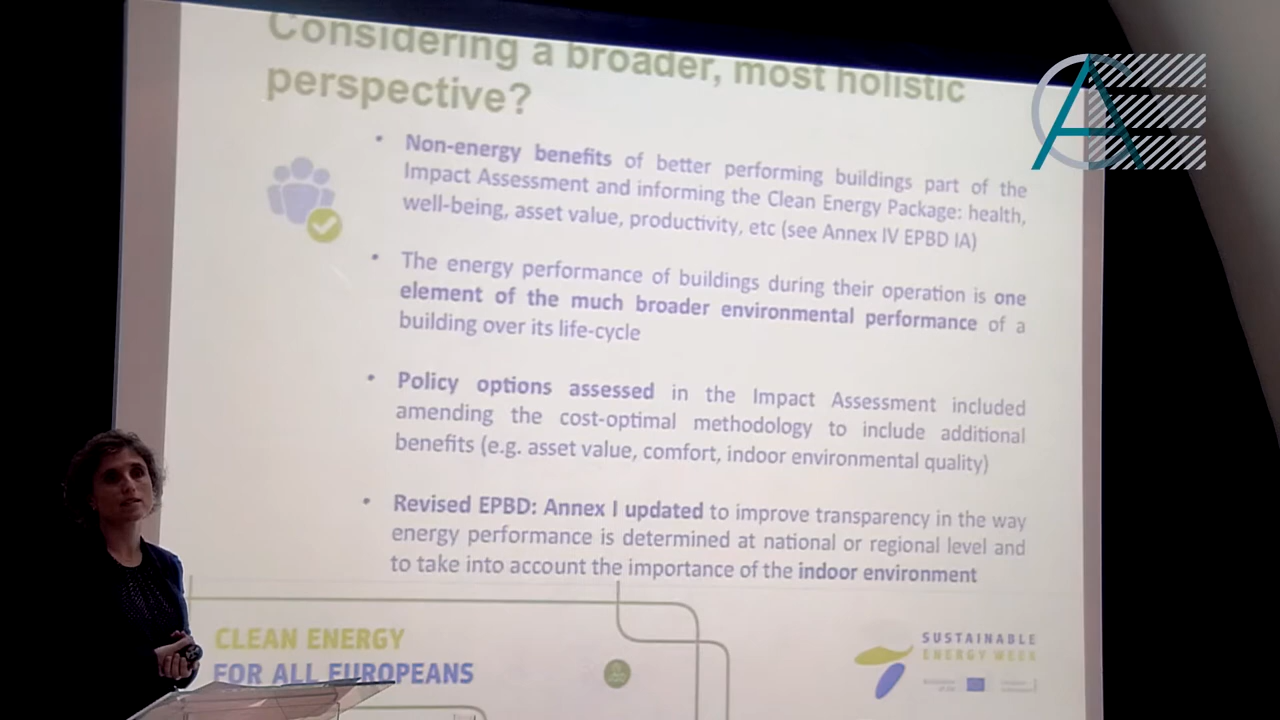 Considering a broader, most holistic
perspective?
• Non-energy benefits of better performing buildings part of the
Impact Assessment and informing the Clean Energy Package: health,
well-being, asset value, productivity, etc (see Annex IV EPBD IA)
• The energy performance of buildings during their operation is one
element of the much broader environmental performance of a
building over its life-cycle
• Policy options assessed in the Impact Assessment included
amending the cost-optimal methodology to include additional
benefits (e.g. asset value, comfort, indoor environmental quality)
• Revised EPBD: Annex I updated to improve transparency in the way
energy performance is determined at national or regional level and
to take into account the importance of the indoor environment
CLEAN ENERGY
FOR ALL EUROPEANS
SUSTAINABLE
ENERGY WEEK